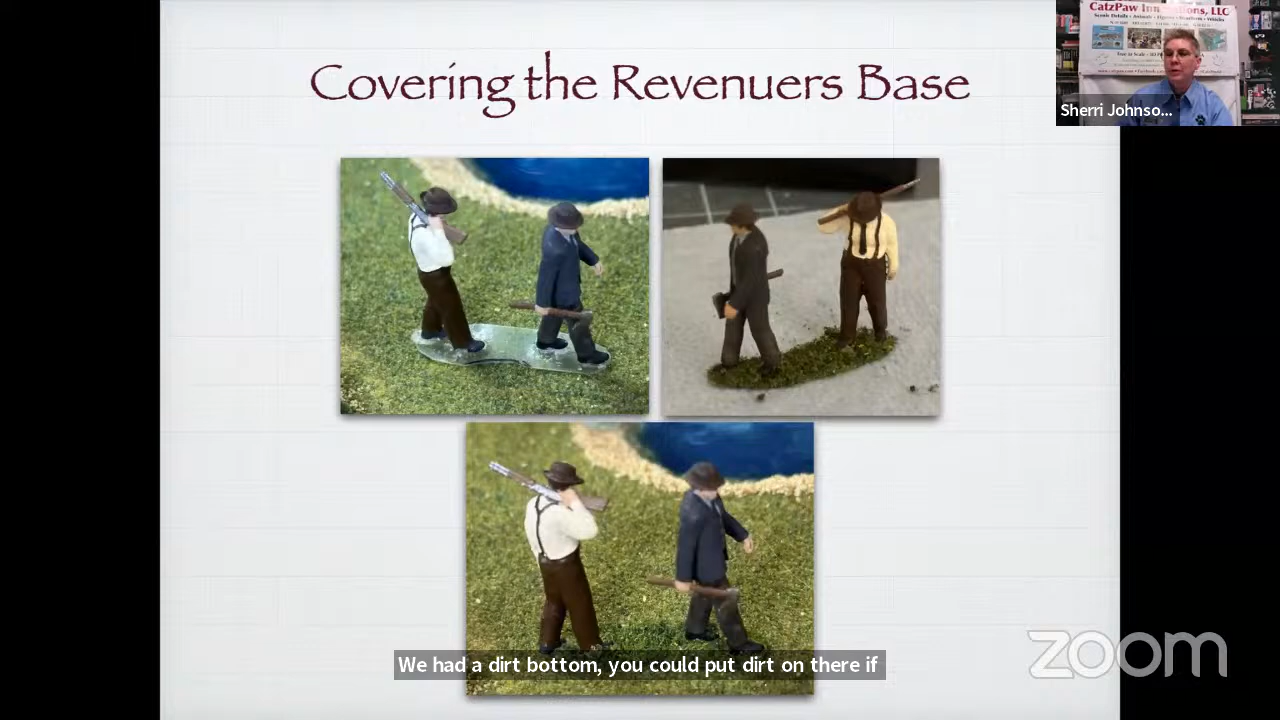 Covering the Revenuers Base
CatzPaw Innovations, LLC
Sherri Johnso...
We had a dirt bottom, you could put dirt on there if
zoom